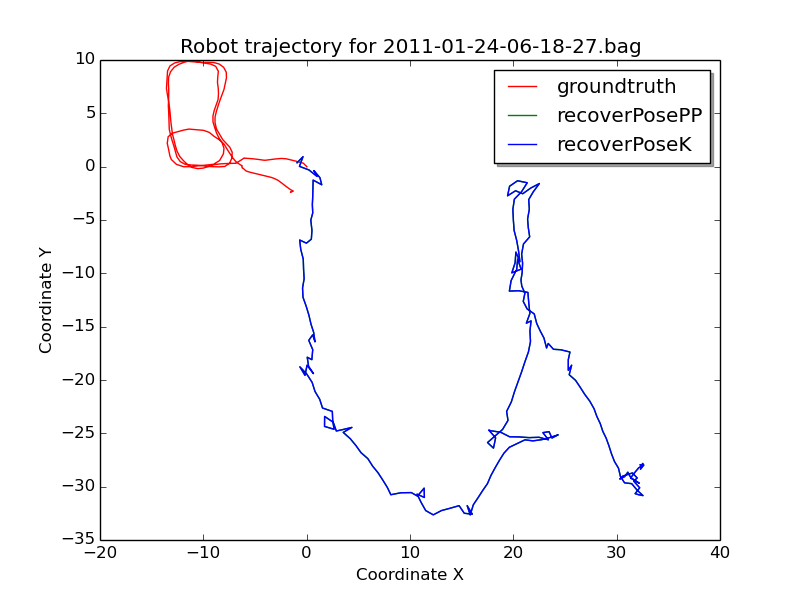 Robot trajectory for 2011-01-24-06-18-27.bag
groundtruth
recoverPosePP
recoverPoseK
10
5
0
−5
−10
−15
−20
−25
−30
−35
Coordinate Y
−20
−10
0
10
20
30
40
Coordinate X